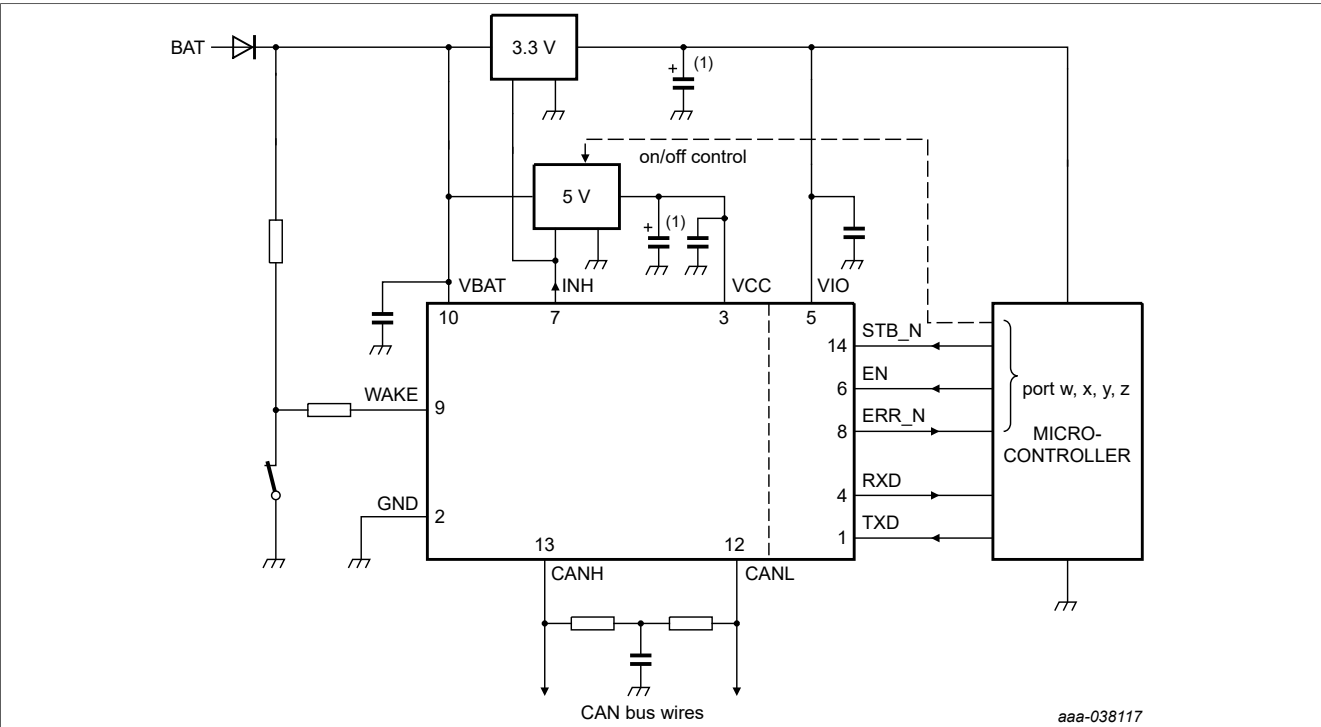 BAT
3.3 V
+
(1)
on/off control
5 V
+
(1)
VBAT
INH
VCC
VIO
10
7
3
5
STB_N
14
EN
6
port w, x, y, z
WAKE
9
ERR_N
8
MICRO-
CONTROLLER
RXD
4
GND
2
TXD
1
13
12
CANH
CANL
CAN bus wires
aaa-038117